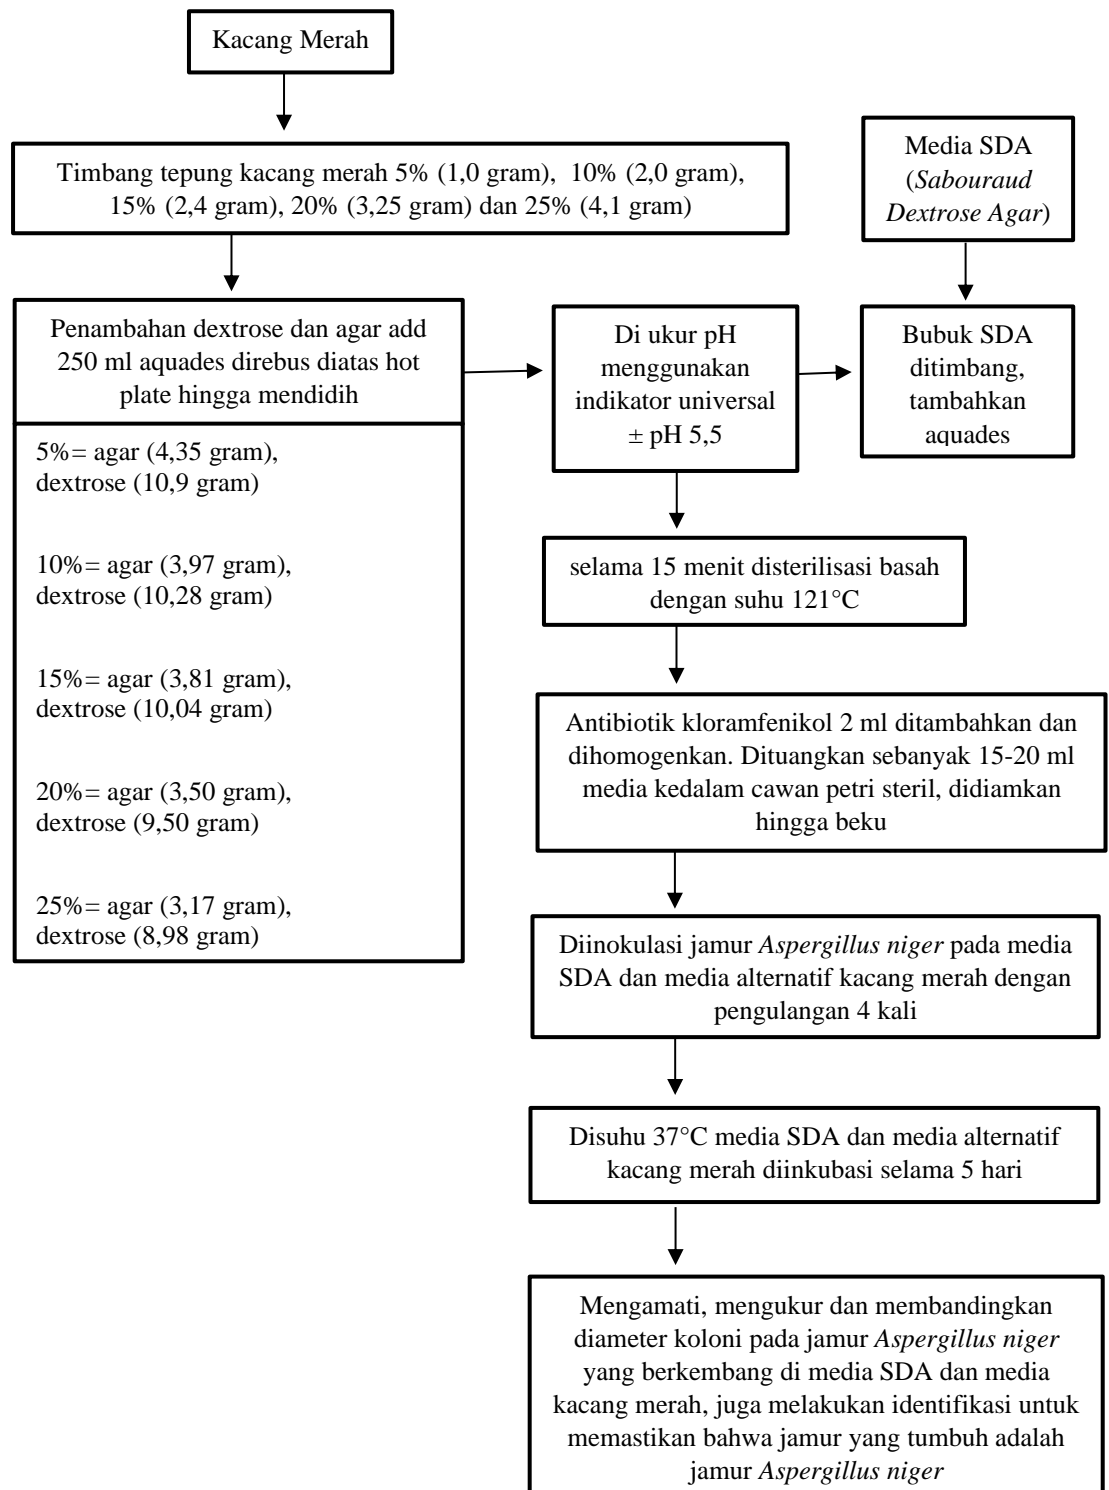 Kacang Merah
Timbang tepung kacang merah 5% (1,0 gram), 10% (2,0 gram),
15% (2,4 gram), 20% (3,25 gram) dan 25% (4,1 gram)
Media SDA
(Sabouraud
Dextrose Agar)
Penambahan dextrose dan agar add
250 ml aquades direbus diatas hot
plate hingga mendidih
5%= agar (4,35 gram),
dextrose (10,9 gram)
10%= agar (3,97 gram),
dextrose (10,28 gram)
15%= agar (3,81 gram),
dextrose (10,04 gram)
20%= agar (3,50 gram),
dextrose (9,50 gram)
25%= agar (3,17 gram),
dextrose (8,98 gram)
Di ukur pH
menggunakan
indikator universal
± pH 5,5
Bubuk SDA
ditimbang,
tambahkan
aquades
selama 15 menit disterilisasi basah
dengan suhu 121°C
Antibiotik kloramfenikol 2 ml ditambahkan dan
dihomogenkan. Dituangkan sebanyak 15-20 ml
media kedalam cawan petri steril, didiamkan
hingga beku
Diinokulasi jamur Aspergillus niger pada media
SDA dan media alternatif kacang merah dengan
pengulangan 4 kali
Disuhu 37°C media SDA dan media alternatif
kacang merah diinkubasi selama 5 hari
Mengamati, mengukur dan membandingkan
diameter koloni pada jamur Aspergillus niger
yang berkembang di media SDA dan media
kacang merah, juga melakukan identifikasi untuk
memastikan bahwa jamur yang tumbuh adalah
jamur Aspergillus niger